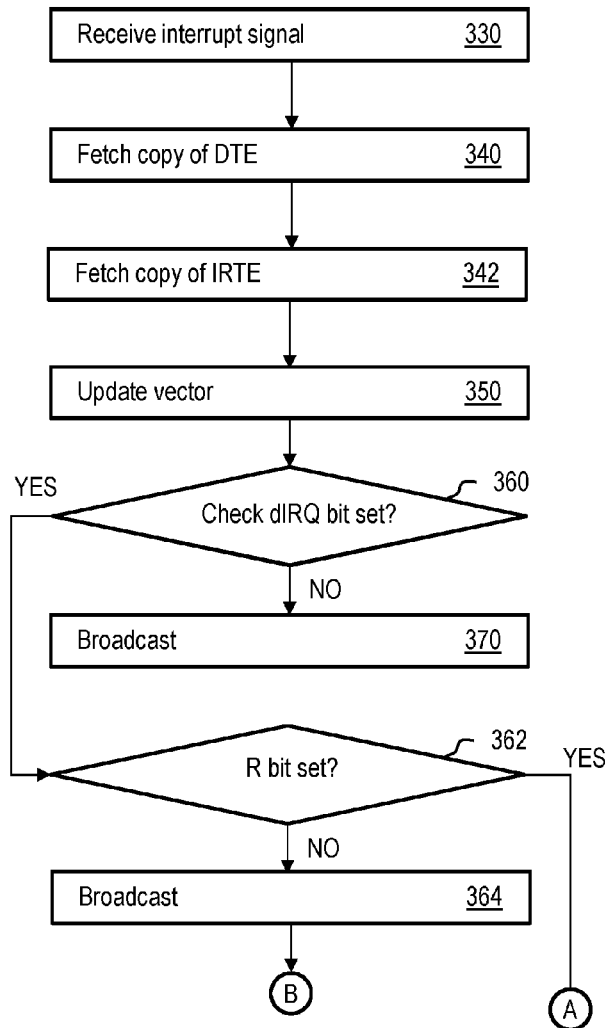 Receive interrupt signal 330
Fetch copy of DTE 340
Fetch copy of IRTE 342
Update vector 350
YES
360
Check dIRQ bit set?
NO
Broadcast 370
362
YES
R bit set?
NO
Broadcast 364
B
A